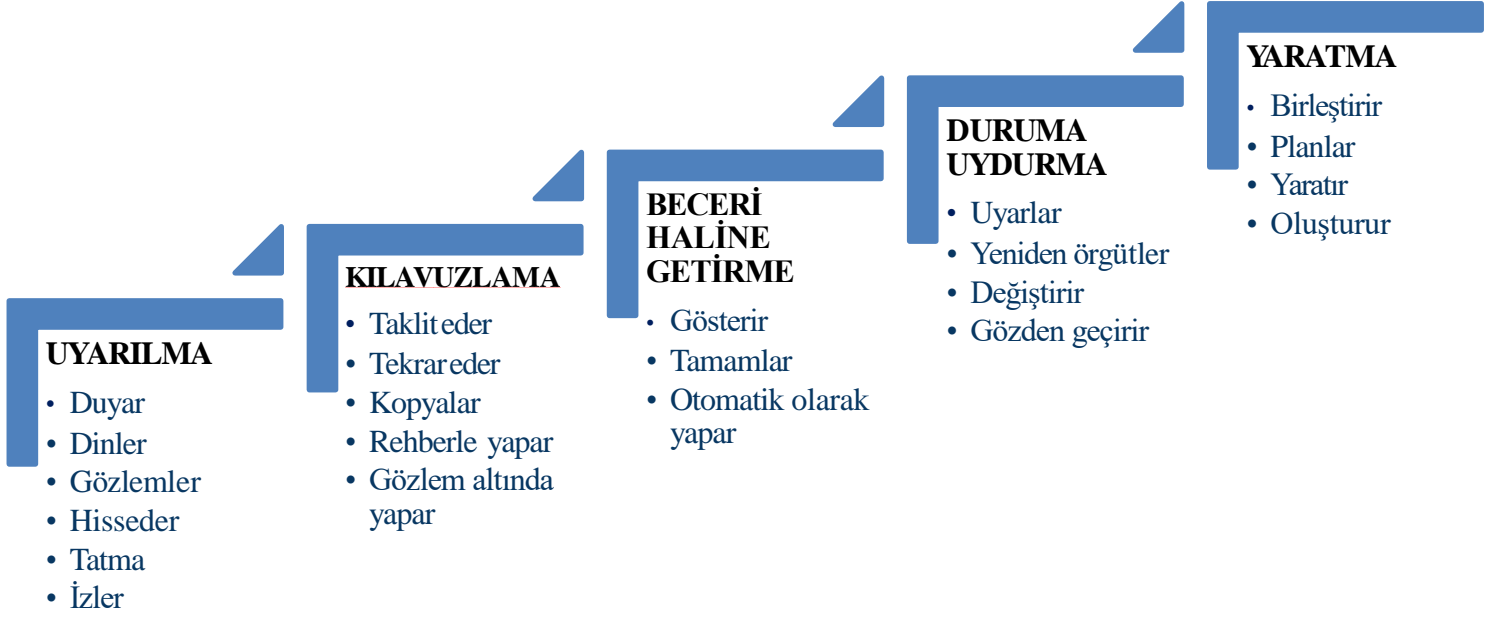 UYARILMA
• Duyar
• Dinler
• Gözlemler
• Hisseder
• Tatma
• İzler
KILAVUZLAMA
• Taklit eder
• Tekrar eder
• Kopyalar
• Rehberle yapar
• Gözlem altında
yapar
BECERİ
HALİNE
GETİRME
• Gösterir
• Tamamlar
• Otomatik olarak
yapar
DURUMA
UYDURMA
• Uyarlar
• Yeniden örgütler
• Değiştirir
• Gözden geçirir
YARATMA
• Birleştirir
• Planlar
• Yaratır
• Oluşturur